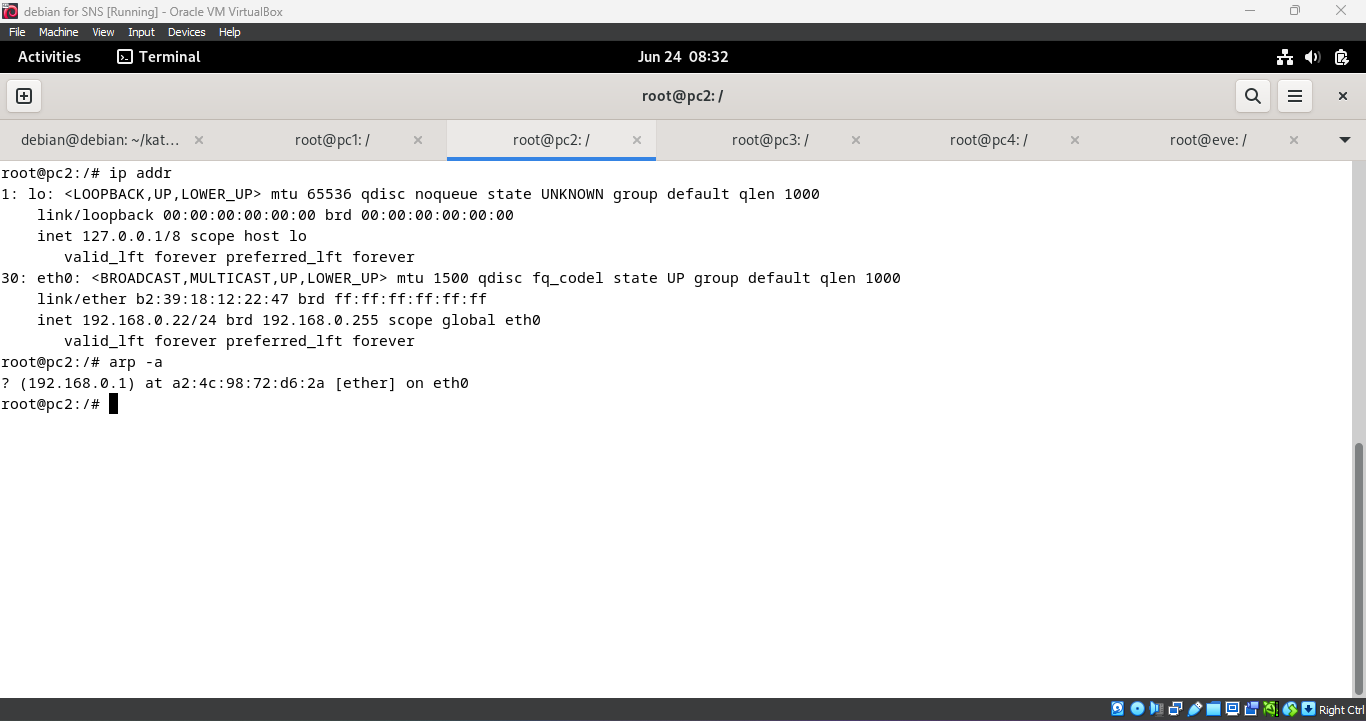 debian for SNS [Running] - Oracle VM VirtualBox
File Machine View Input Devices Help
Activities Terminal Jun 24 08:32
root@pc2: /
debian@debian: ~/kat... root@pc1: / root@pc2: / root@pc3: / root@pc4: / root@eve: /
root@pc2:/# ip addr
1: lo: <LOOPBACK,UP,LOWER_UP> mtu 65536 qdisc noqueue state UNKNOWN group default qlen 1000
    link/loopback 00:00:00:00:00:00 brd 00:00:00:00:00:00
    inet 127.0.0.1/8 scope host lo
       valid_lft forever preferred_lft forever
30: eth0: <BROADCAST,MULTICAST,UP,LOWER_UP> mtu 1500 qdisc fq_codel state UP group default qlen 1000
    link/ether b2:39:18:12:22:47 brd ff:ff:ff:ff:ff:ff
    inet 192.168.0.22/24 brd 192.168.0.255 scope global eth0
       valid_lft forever preferred_lft forever
root@pc2:/# arp -a
? (192.168.0.1) at a2:4c:98:72:d6:2a [ether] on eth0
root@pc2:/#
Right Ctrl